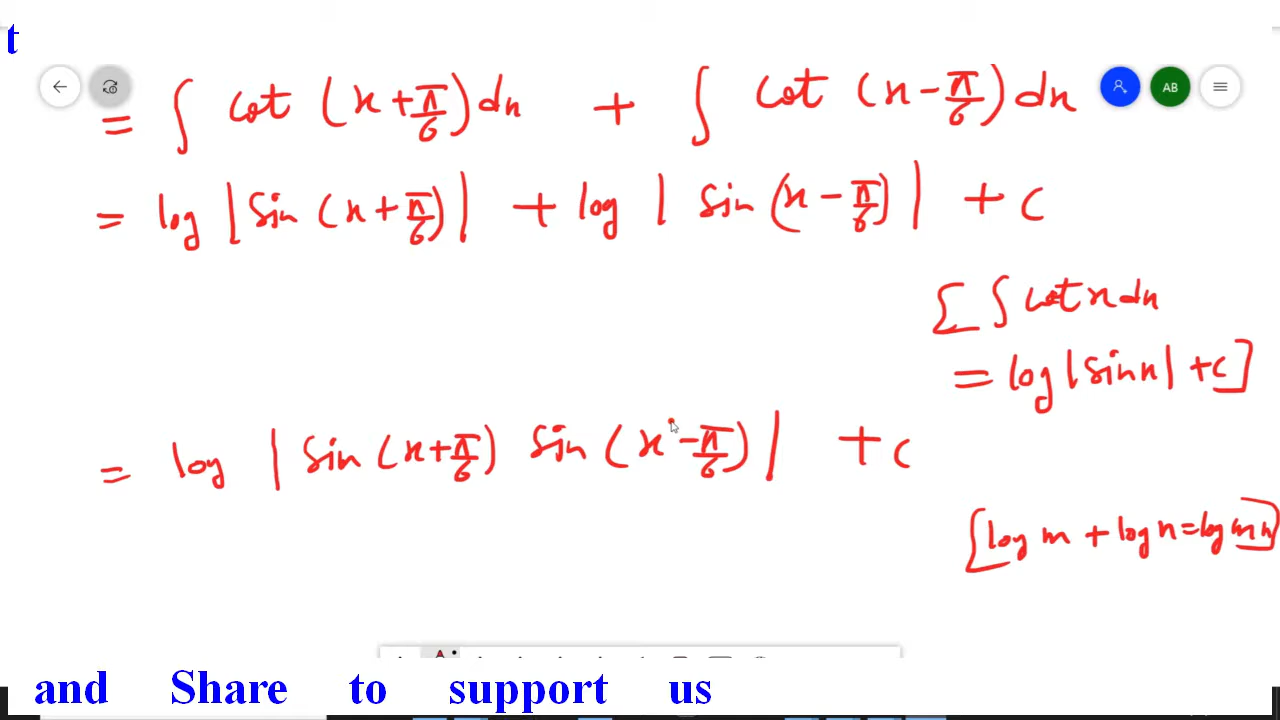 t
AB
= ∫ cot (x + π/6) dx + ∫ cot (x - π/6) dx
= log |sin (x + π/6)| + log |sin (x - π/6)| + c
[∫ cot x dx
= log |sin x| + c]
= log |sin (x + π/6) sin (x - π/6)| + c
[log m + log n = log mn]
and Share to support us